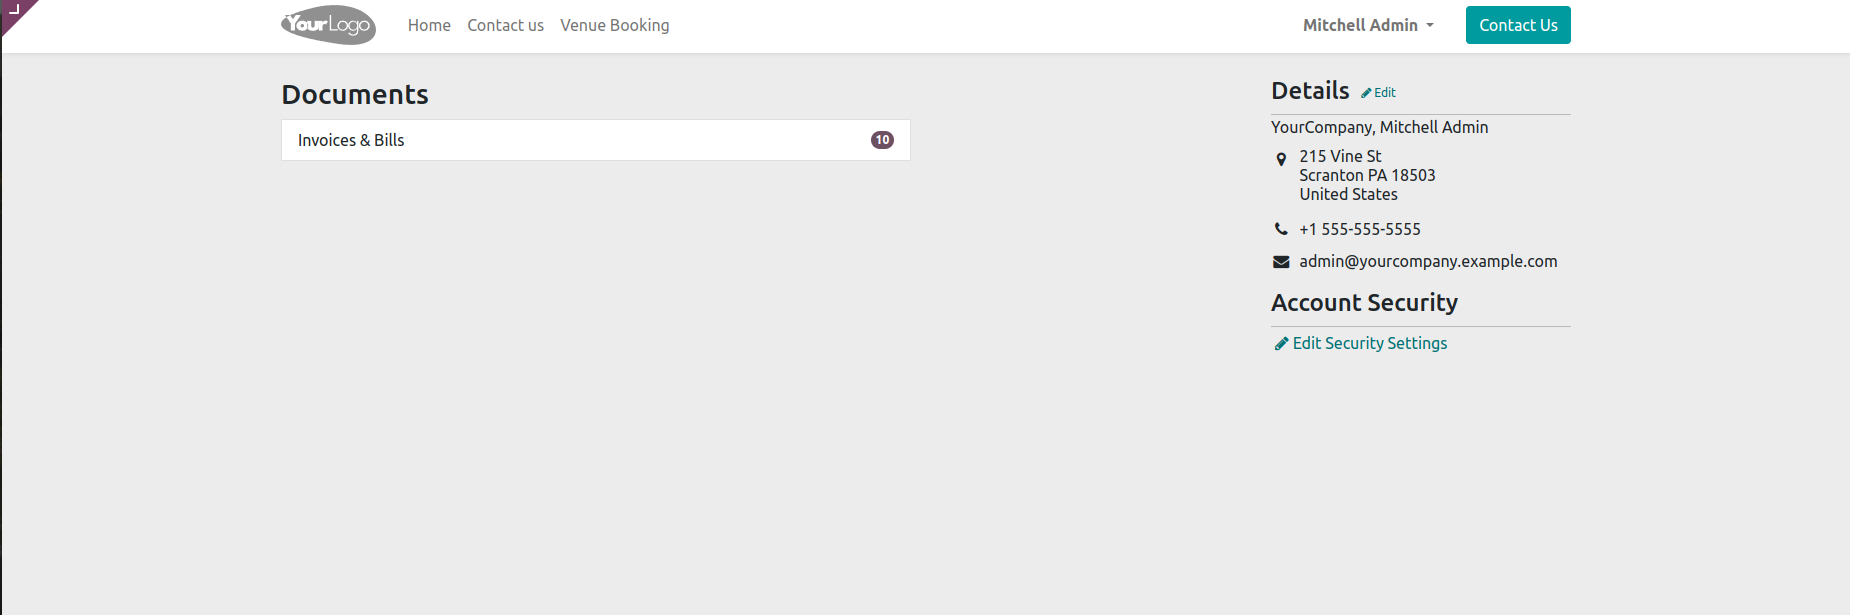 YourLogo
Home Contact us Venue Booking
Mitchell Admin
Contact Us
Documents
Invoices & Bills 10
Details Edit
YourCompany, Mitchell Admin
215 Vine St
Scranton PA 18503
United States
+1 555-555-5555
admin@yourcompany.example.com
Account Security
Edit Security Settings